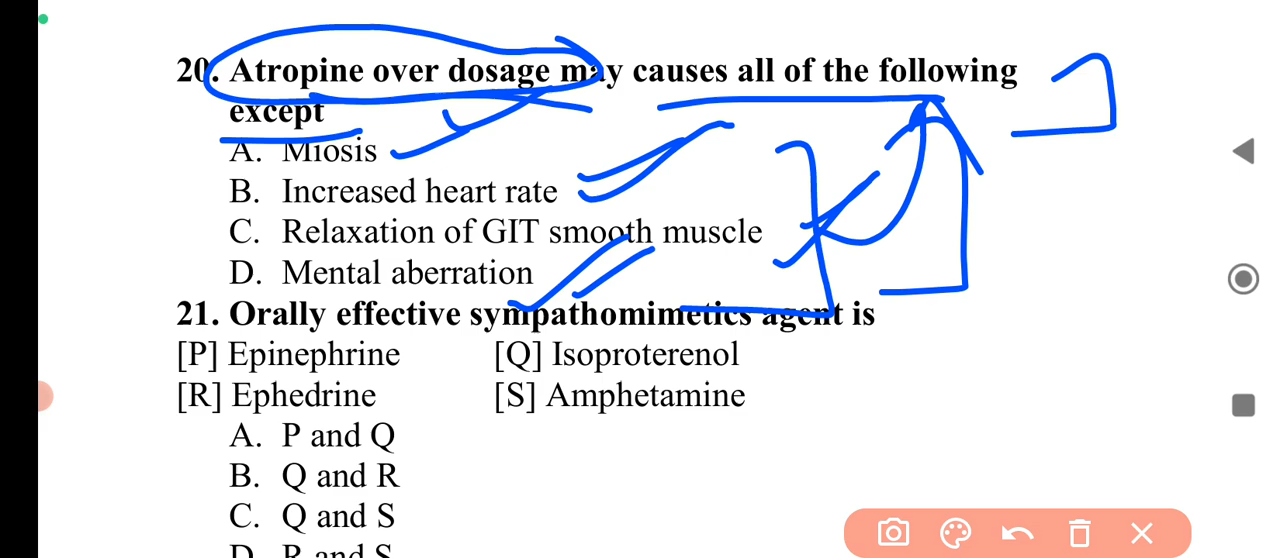 20. Atropine over dosage may causes all of the following
except
A. Miosis
B. Increased heart rate
C. Relaxation of GIT smooth muscle
D. Mental aberration
21. Orally effective sympathomimetics agent is
[P] Epinephrine [Q] Isoproterenol
[R] Ephedrine [S] Amphetamine
A. P and Q
B. Q and R
C. Q and S
D. R and S